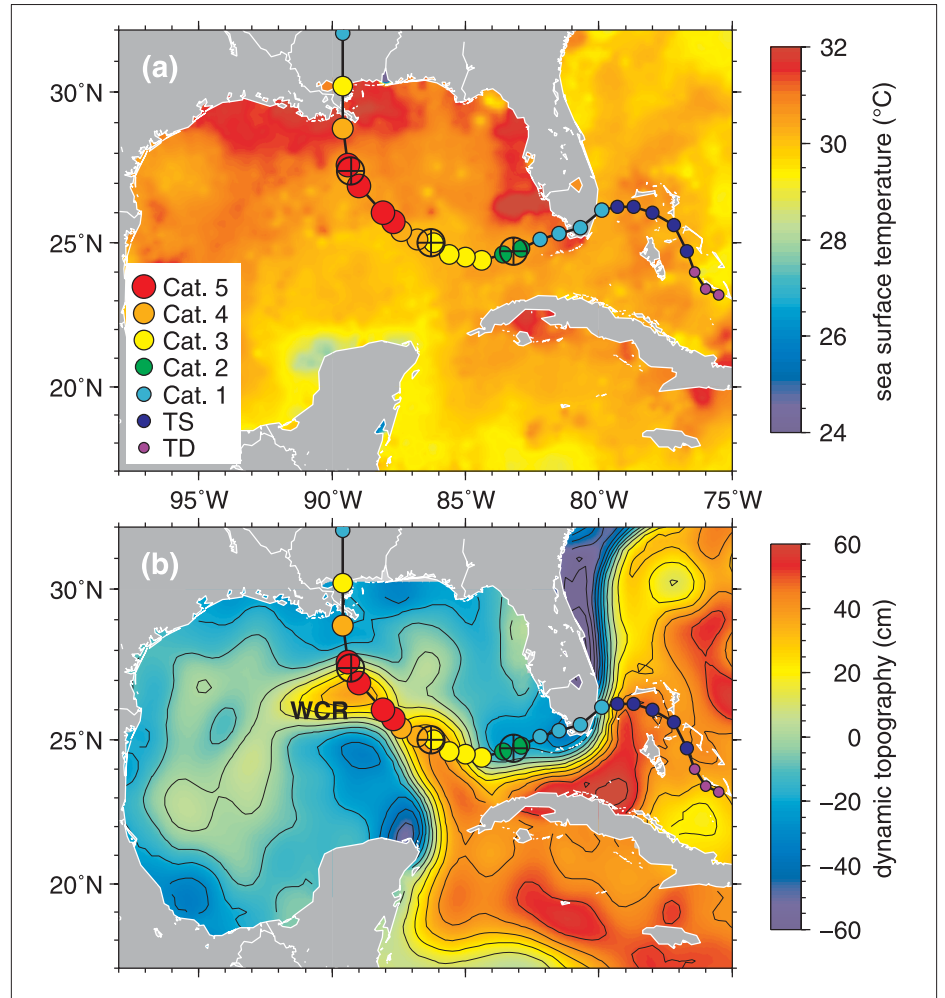 (a)
30°N
25°N
20°N
Cat. 5
Cat. 4
Cat. 3
Cat. 2
Cat. 1
TS
TD
32
30
28
26
24
sea surface temperature (°C)
95°W 90°W 85°W 80°W 75°W
(b)
30°N
25°N
20°N
WCR
60
40
20
0
−20
−40
−60
dynamic topography (cm)